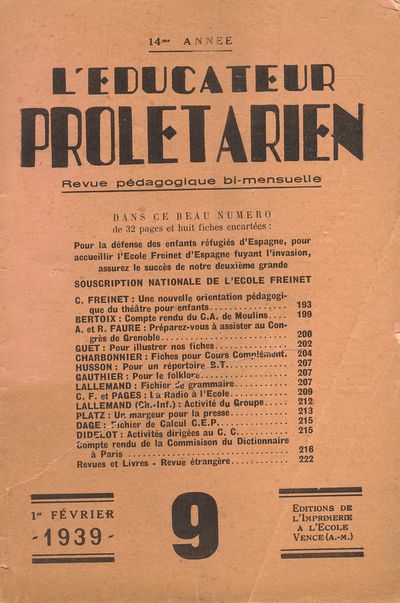 14me ANNEE
L'EDUCATEUR
PROLETARIEN
Revue pédagogique bi-mensuelle
DANS CE BEAU NUMERO
de 32 pages et huit fiches encartées :
Pour la défense des enfants réfugiés d'Espagne, pour
accueillir l'Ecole Freinet d'Espagne fuyant l'invasion,
assurez le succès de notre deuxième grande
SOUSCRIPTION NATIONALE DE L'ECOLE FREINET
C. FREINET : Une nouvelle orientation pédagogi-
que du théâtre pour enfants.................. 193
BERTOIX : Compte rendu du C.A. de Moulins.... 199
A. et R. FAURE : Préparez-vous à assister au Con-
grès de Grenoble............................ 200
GUET : Pour illustrer nos fiches.............. 202
CHARBONNIER : Fiches pour Cours Complément. 204
HUSSON : Pour un répertoire B.T............... 207
GAUTHIER : Pour le folklore................... 207
LALLEMAND : Fichier de grammaire.............. 207
C. F. et PAGES : La Radio à l'Ecole........... 209
LALLEMAND (Ch.-Inf.) : Activité du Groupe..... 212
PLATZ : Un margeur pour la presse............. 213
DAGE : Fichier de Calcul C.E.P................ 215
DIDELOT : Activités dirigées au C. C.......... 215
Compte rendu de la Commisison du Dictionnaire
à Paris .................................... 216
Revues et Livres - Revue étrangère............ 222
1er FÉVRIER
- 1939 -
9
EDITIONS DE
L'IMPRIMERIE
A L'ECOLE
VENCE (A.-M.)